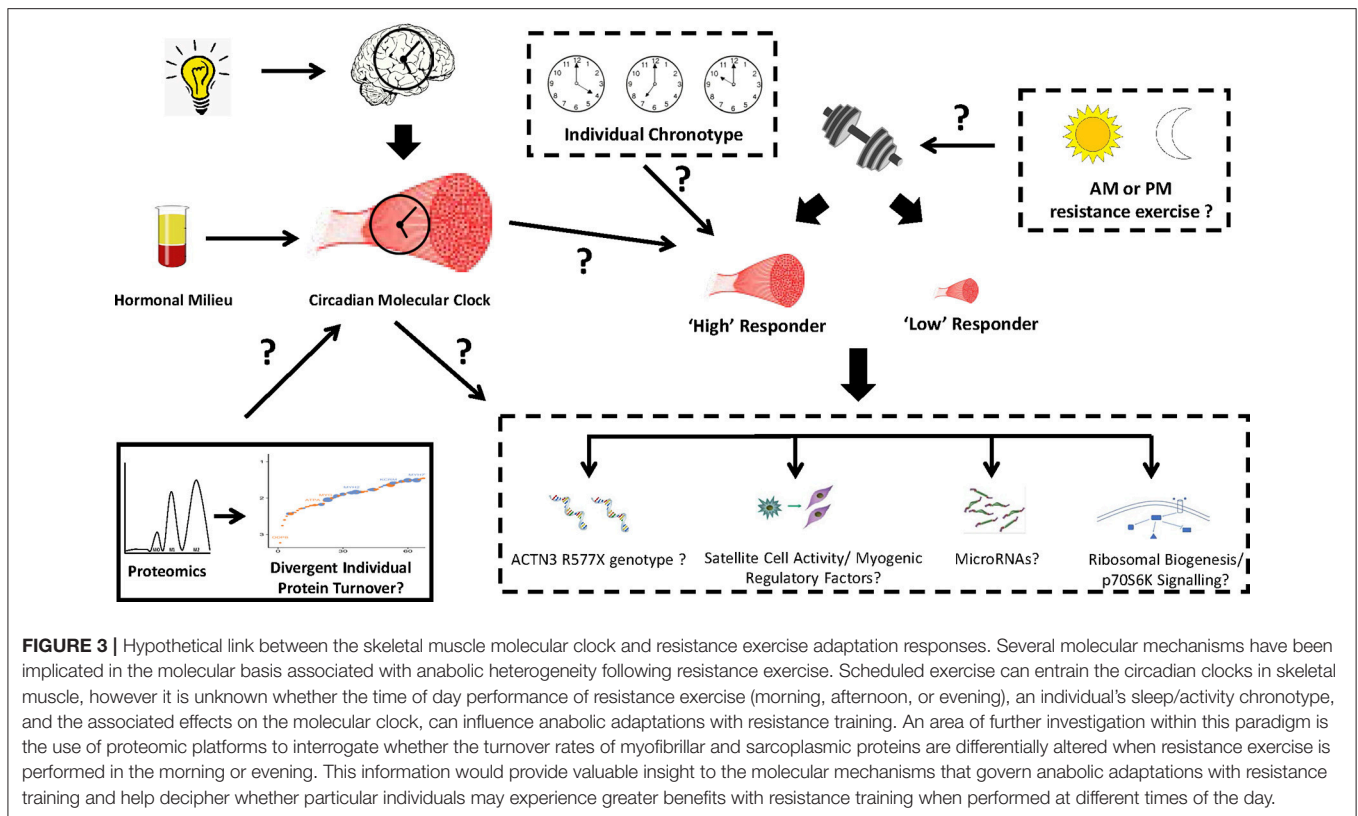 Individual Chronotype
?
?
AM or PM
resistance exercise ?
?
Hormonal Milieu
Circadian Molecular Clock
'High' Responder
'Low' Responder
?
?
Proteomics
Divergent Individual
Protein Turnover?
30
60
ACTN3 R577X genotype ?
Satellite Cell Activity/ Myogenic
Regulatory Factors?
MicroRNAs?
Ribosomal Biogenesis/
p70S6K Signalling?
FIGURE 3 | Hypothetical link between the skeletal muscle molecular clock and resistance exercise adaptation responses. Several molecular mechanisms have been
implicated in the molecular basis associated with anabolic heterogeneity following resistance exercise. Scheduled exercise can entrain the circadian clocks in skeletal
muscle, however it is unknown whether the time of day performance of resistance exercise (morning, afternoon, or evening), an individual's sleep/activity chronotype,
and the associated effects on the molecular clock, can influence anabolic adaptations with resistance training. An area of further investigation within this paradigm is
the use of proteomic platforms to interrogate whether the turnover rates of myofibrillar and sarcoplasmic proteins are differentially altered when resistance exercise is
performed in the morning or evening. This information would provide valuable insight to the molecular mechanisms that govern anabolic adaptations with resistance
training and help decipher whether particular individuals may experience greater benefits with resistance training when performed at different times of the day.